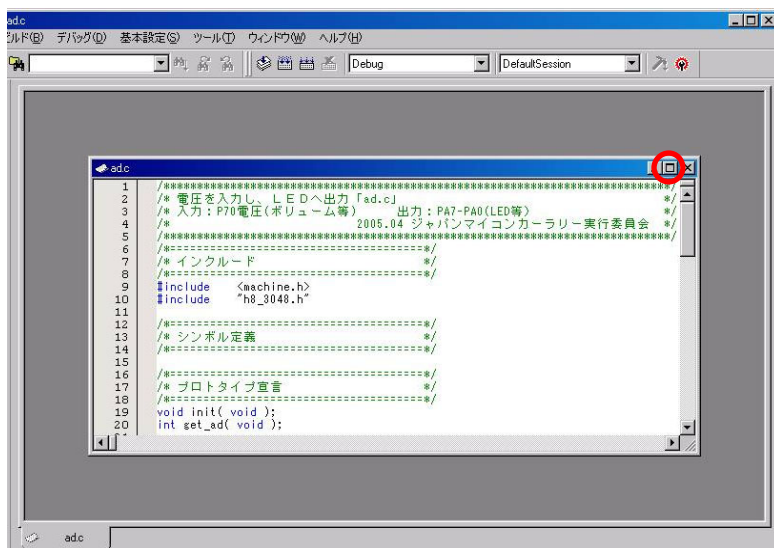 ad.c
ビルド(B) デバッグ(D) 基本設定(S) ツール(T) ウィンドウ(W) ヘルプ(H)
Debug DefaultSession
ad.c
1 /***************************************************************************/
2 /* 電圧を入力し、LEDへ出力「ad.c」 */
3 /* 入力:P70電圧(ボリューム等) 出力:PA7-PA0(LED等) */
4 /* 2005.04 ジャパンマイコンカーラリー実行委員会 */
5 /***************************************************************************/
6 /*======================================*/
7 /* インクルード */
8 /*======================================*/
9 #include <machine.h>
10 #include "h8_3048.h"
11
12 /*======================================*/
13 /* シンボル定義 */
14 /*======================================*/
15
16 /*======================================*/
17 /* プロトタイプ宣言 */
18 /*======================================*/
19 void init( void );
20 int get_ad( void );
ad.c